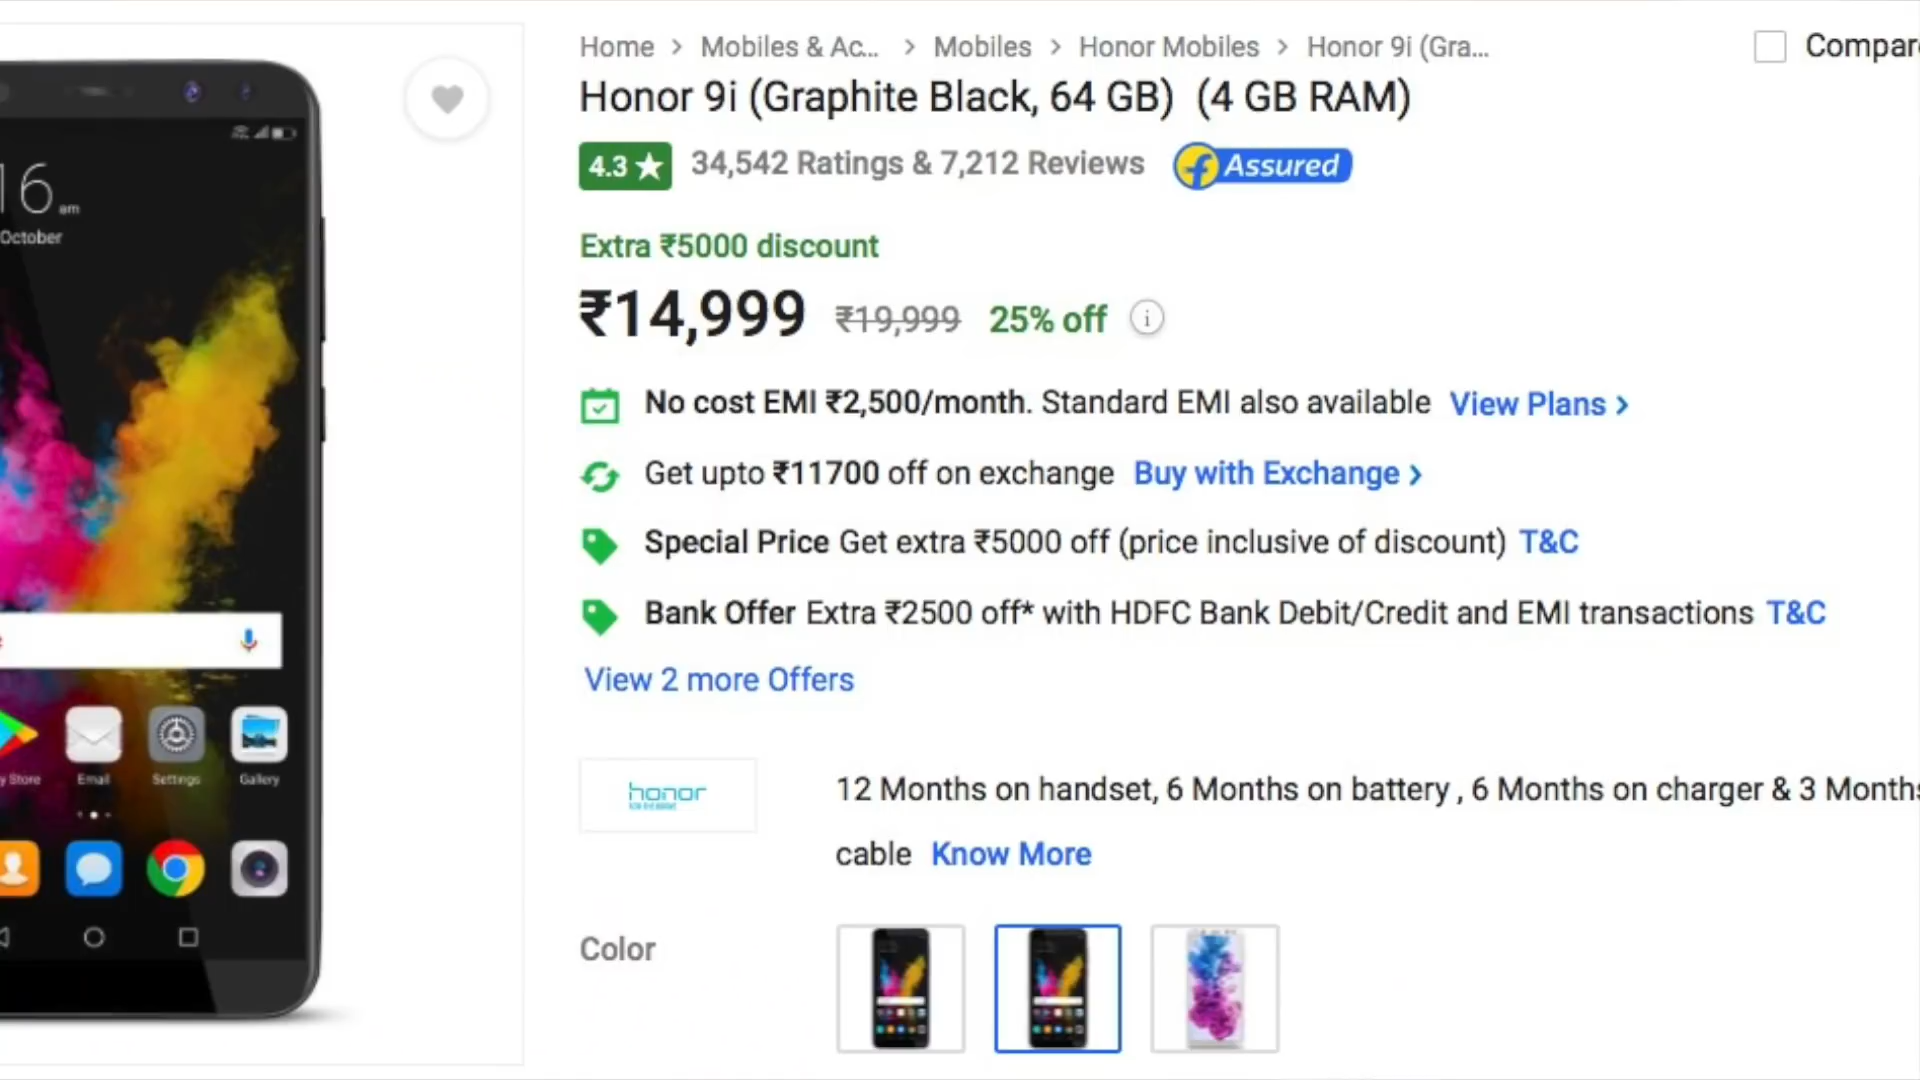 Home > Mobiles & Ac... > Mobiles > Honor Mobiles > Honor 9i (Gra...
Compar
Honor 9i (Graphite Black, 64 GB) (4 GB RAM)
4.3 ★ 34,542 Ratings & 7,212 Reviews
Assured
Extra ₹5000 discount
₹14,999 ₹19,999 25% off
No cost EMI ₹2,500/month. Standard EMI also available View Plans >
Get upto ₹11700 off on exchange Buy with Exchange >
Special Price Get extra ₹5000 off (price inclusive of discount) T&C
Bank Offer Extra ₹2500 off* with HDFC Bank Debit/Credit and EMI transactions T&C
View 2 more Offers
honor
12 Months on handset, 6 Months on battery , 6 Months on charger & 3 Months
cable Know More
Color
16 am
October
y Store
Email
Settings
Gallery